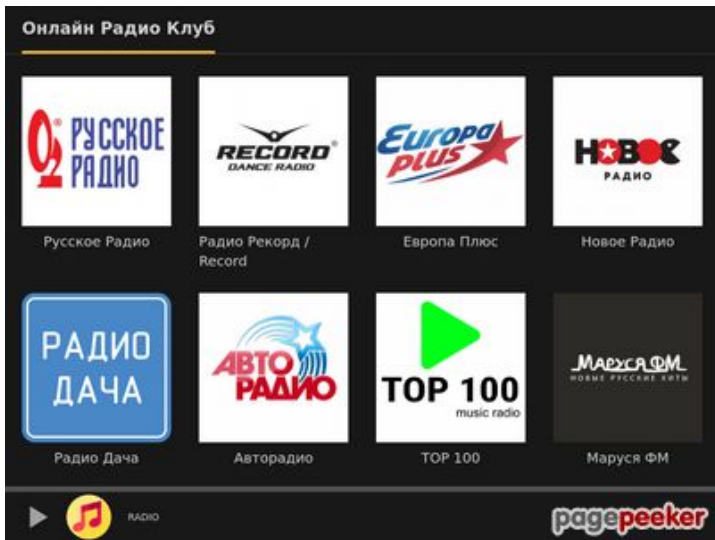 Онлайн Радио Клуб
РУССКОЕ
РАДИО
RECORD®
DANCE RADIO
Europa
PLUS
НОВОЕ
РАДИО
Русское Радио
Радио Рекорд /
Record
Европа Плюс
Новое Радио
РАДИО
ДАЧА
АВТО
РАДИО
TOP 100
music radio
МАРУСЯ ФМ
НОВЫЕ РУССКИЕ ХИТЫ
Радио Дача
Авторадио
TOP 100
Маруся ФМ
RADIO
pagepeeker